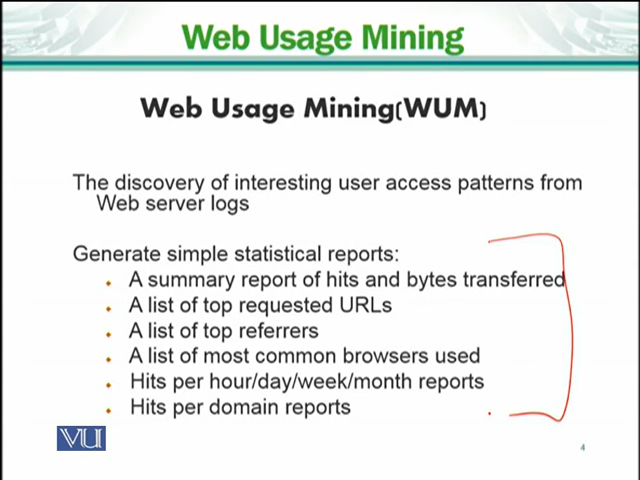 Web Usage Mining
Web Usage Mining(WUM)
The discovery of interesting user access patterns from
Web server logs
Generate simple statistical reports:
A summary report of hits and bytes transferred
A list of top requested URLs
A list of top referrers
A list of most common browsers used
Hits per hour/day/week/month reports
Hits per domain reports
VU
4